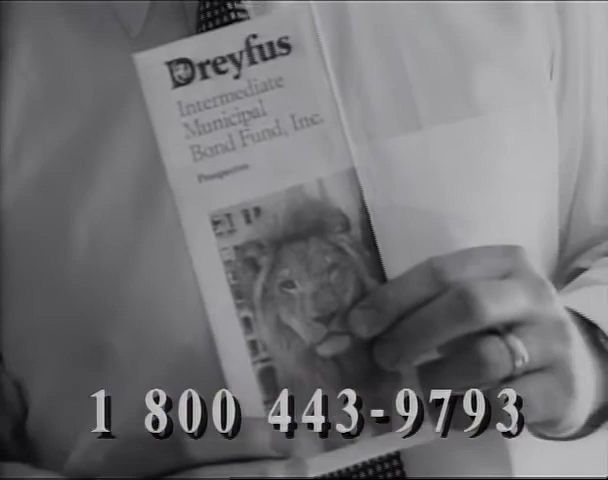 Dreyfus
Intermediate
Municipal
Bond Fund, Inc.
Prospectus
1 800 443-9793